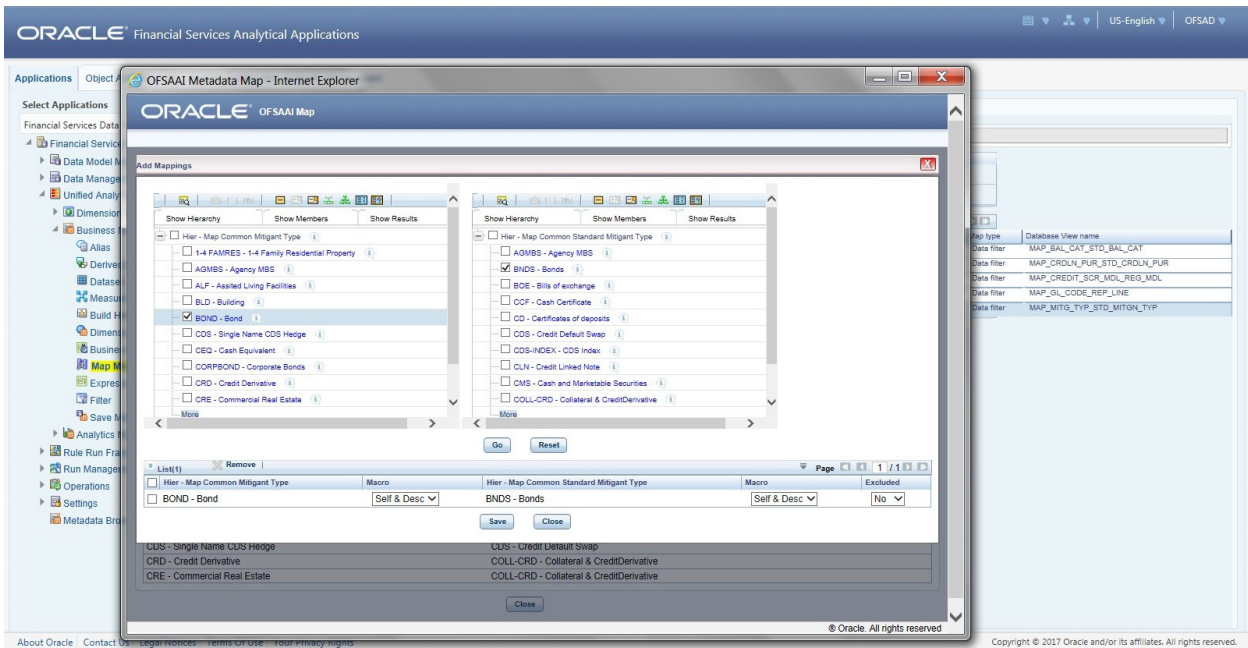 ORACLE Financial Services Analytical Applications
US-English
OFSAD
Applications
Object A
Select Applications
Financial Services Data
Financial Service
Data Model M
Data Manage
Unified Analy
Dimension
Business
Alias
Derive
Datase
Measu
Build H
Dimens
Busine
Map M
Expres
Filter
Save M
Analytics
Rule Run Fra
Run Manage
Operations
Settings
Metadata Bro
OFSAAI Metadata Map - Internet Explorer
ORACLE OFSAAI Map
Add Mappings
Show Hierarchy Show Members Show Results
Hier - Map Common Mitigant Type
1-4 FAMRES - 1-4 Family Residential Property
AGMBS - Agency MBS
ALF - Assited Living Facilities
BLD - Building
BOND - Bond
CDS - Single Name CDS Hedge
CEQ - Cash Equivalent
CORPBOND - Corporate Bonds
CRD - Credit Derivative
CRE - Commercial Real Estate
More
Show Hierarchy Show Members Show Results
Hier - Map Common Standard Mitigant Type
AGMBS - Agency MBS
BNDS - Bonds
BOE - Bills of exchange
CCF - Cash Certificate
CD - Certificates of deposits
CDS - Credit Default Swap
CDS-INDEX - CDS Index
CLN - Credit Linked Note
CMS - Cash and Marketable Securities
COLL-CRD - Collateral & CreditDerivative
More
Go Reset
List(1) Remove Page 1 / 1
Hier - Map Common Mitigant Type Macro Hier - Map Common Standard Mitigant Type Macro Excluded
BOND - Bond Self & Desc BNDS - Bonds Self & Desc No
Save Close
CDS - Single Name CDS Hedge CDS - Credit Default Swap
CRD - Credit Derivative COLL-CRD - Collateral & CreditDerivative
CRE - Commercial Real Estate COLL-CRD - Collateral & CreditDerivative
Close
® Oracle. All rights reserved
Map type Database View name
Data filter MAP_BAL_CAT_STD_BAL_CAT
Data filter MAP_CRDLN_PUR_STD_CRDLN_PUR
Data filter MAP_CREDIT_SCR_MDL_REG_MDL
Data filter MAP_GL_CODE_REP_LINE
Data filter MAP_MITG_TYP_STD_MITGN_TYP
About Oracle Contact Us Legal Notices Terms Of Use Your Privacy Rights
Copyright © 2017 Oracle and/or its affiliates. All rights reserved.